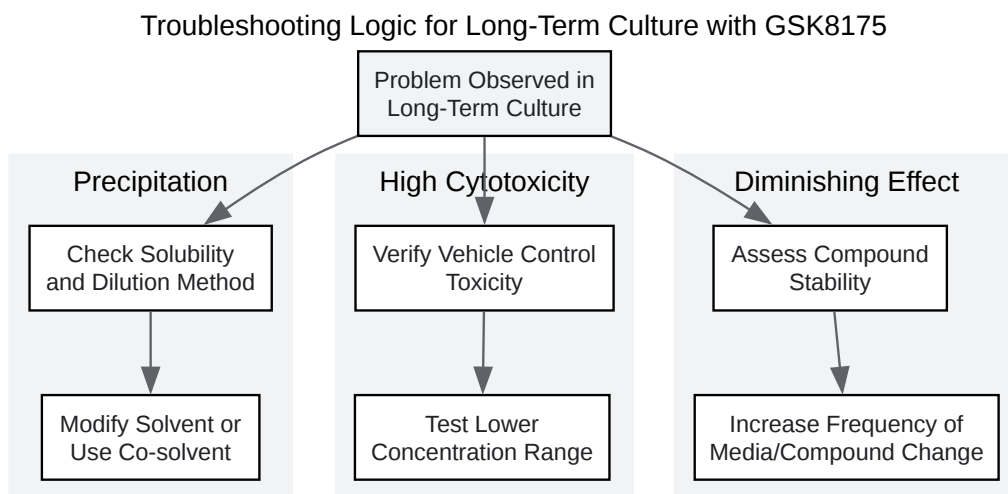 Troubleshooting Logic for Long-Term Culture with GSK8175
Problem Observed in
Long-Term Culture
Precipitation
Check Solubility
and Dilution Method
Modify Solvent or
Use Co-solvent
High Cytotoxicity
Verify Vehicle Control
Toxicity
Test Lower
Concentration Range
Diminishing Effect
Assess Compound
Stability
Increase Frequency of
Media/Compound Change